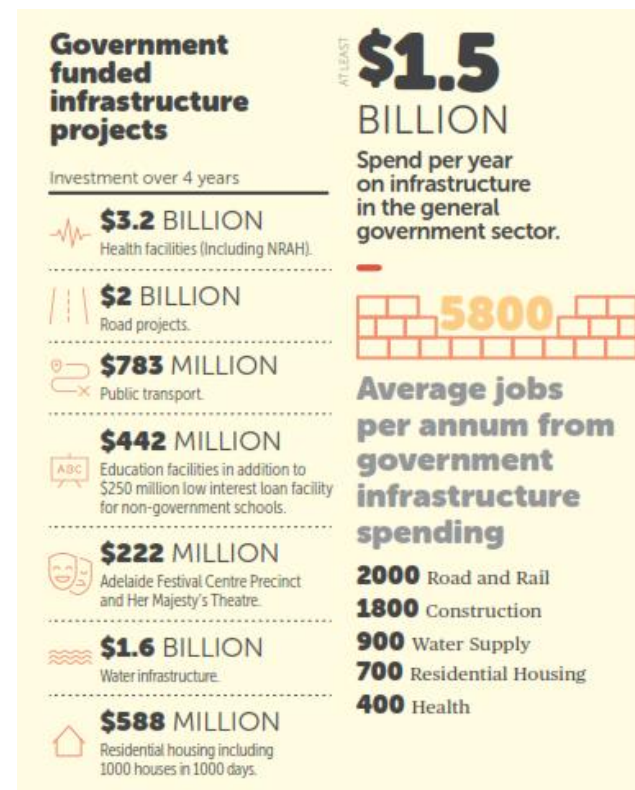 Government
funded
infrastructure
projects
Investment over 4 years
$3.2 BILLION
Health facilities (Including NRAH).
$2 BILLION
Road projects.
$783 MILLION
Public transport.
ABC
$442 MILLION
Education facilities in addition to
$250 million low interest loan facility
for non-government schools.
$222 MILLION
Adelaide Festival Centre Precinct
and Her Majesty's Theatre.
$1.6 BILLION
Water infrastructure.
$588 MILLION
Residential housing including
1000 houses in 1000 days.
AT LEAST
$1.5
BILLION
Spend per year
on infrastructure
in the general
government sector.
5800
Average jobs
per annum from
government
infrastructure
spending
2000 Road and Rail
1800 Construction
900 Water Supply
700 Residential Housing
400 Health